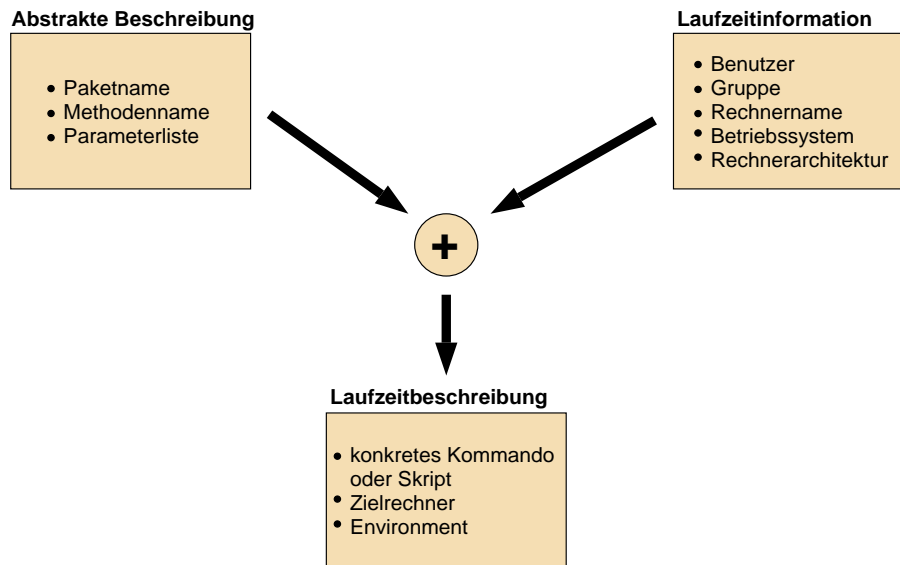 Abstrakte Beschreibung
• Paketname
• Methodenname
• Parameterliste
Laufzeitinformation
• Benutzer
• Gruppe
• Rechnername
• Betriebssystem
• Rechnerarchitektur
+
Laufzeitbeschreibung
• konkretes Kommando
oder Skript
• Zielrechner
• Environment